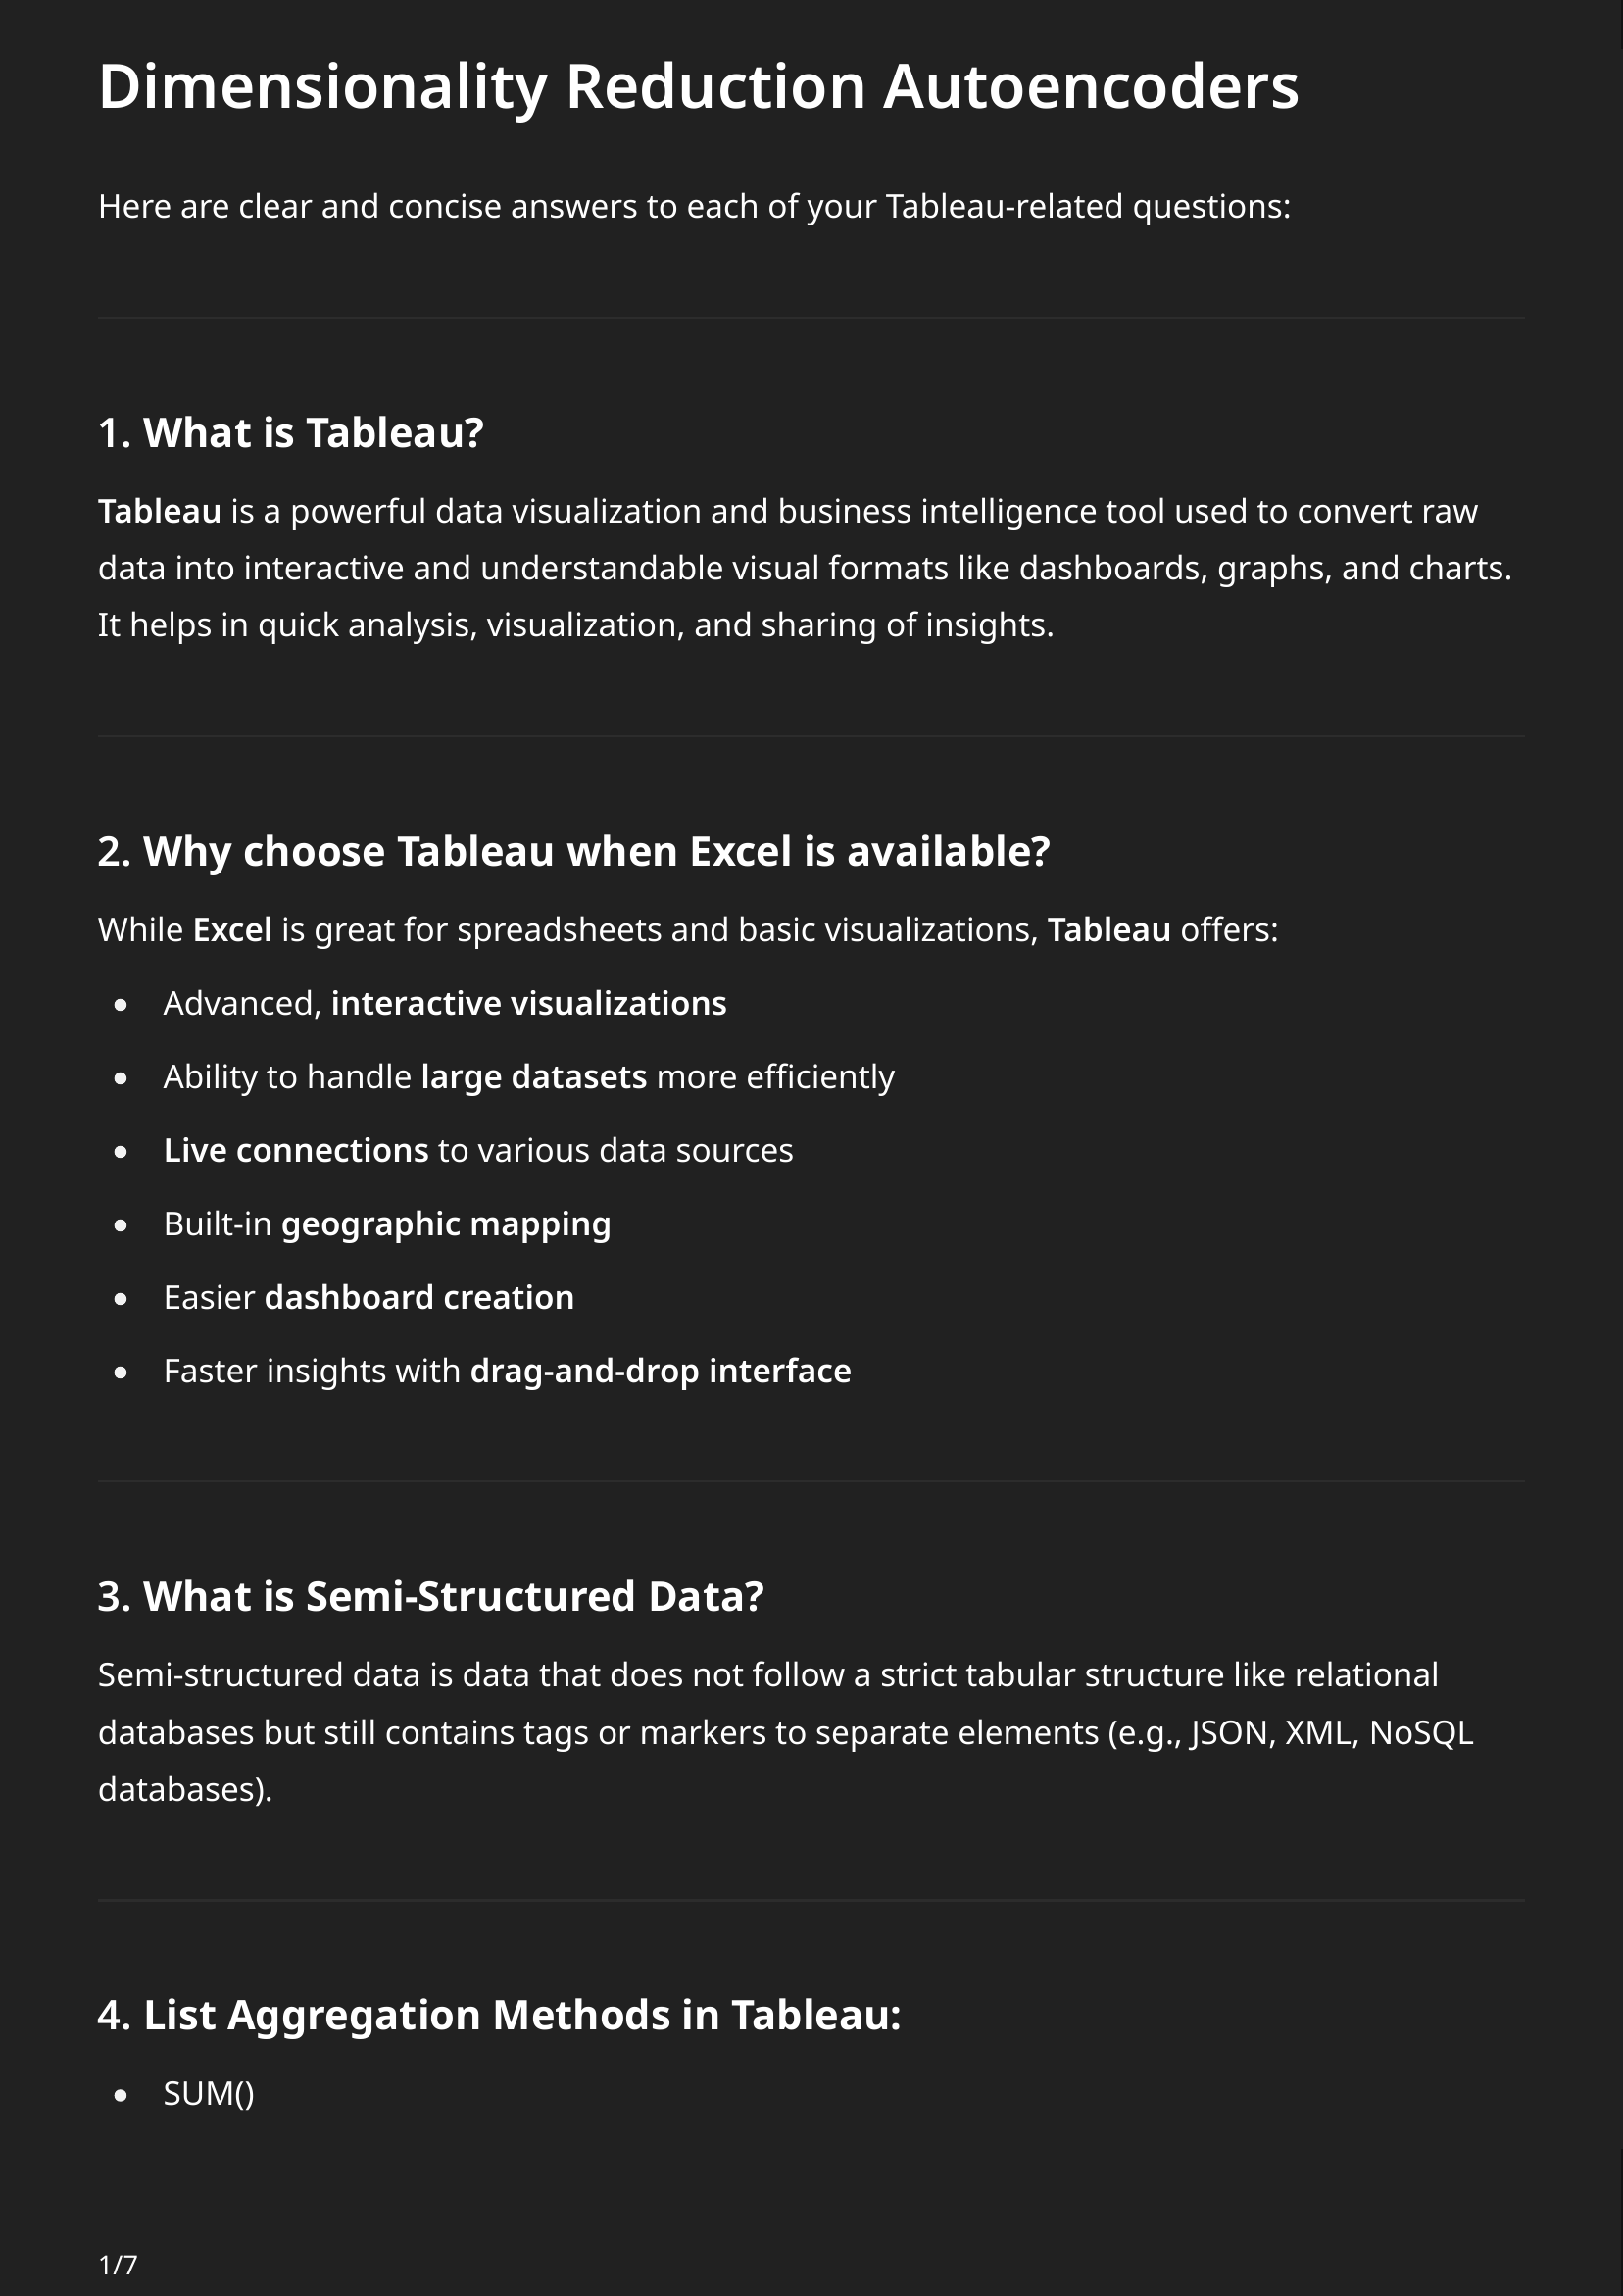 Dimensionality Reduction Autoencoders
Here are clear and concise answers to each of your Tableau-related questions:
1. What is Tableau?
Tableau is a powerful data visualization and business intelligence tool used to convert raw
data into interactive and understandable visual formats like dashboards, graphs, and charts.
It helps in quick analysis, visualization, and sharing of insights.
2. Why choose Tableau when Excel is available?
While Excel is great for spreadsheets and basic visualizations, Tableau offers:
• Advanced, interactive visualizations
• Ability to handle large datasets more efficiently
• Live connections to various data sources
• Built-in geographic mapping
• Easier dashboard creation
• Faster insights with drag-and-drop interface
3. What is Semi-Structured Data?
Semi-structured data is data that does not follow a strict tabular structure like relational
databases but still contains tags or markers to separate elements (e.g., JSON, XML, NoSQL
databases).
4. List Aggregation Methods in Tableau:
• SUM()
1/7